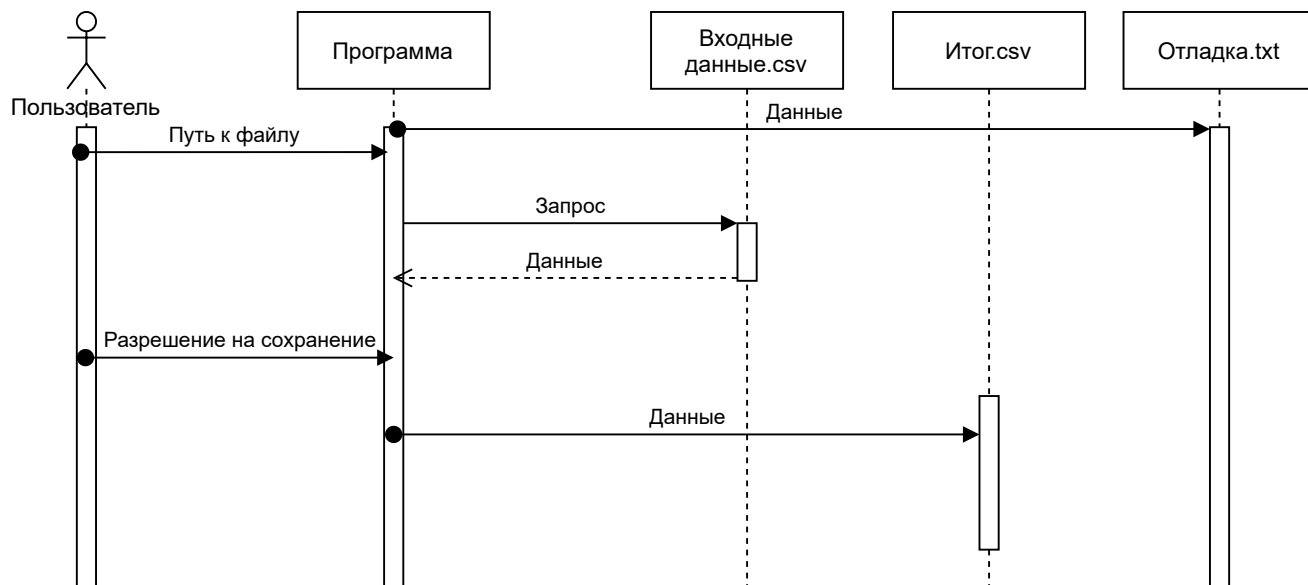 Пользователь
Программа
Входные
данные.csv
Итог.csv
Отладка.txt
Данные
Путь к файлу
Запрос
Данные
Разрешение на сохранение
Данные